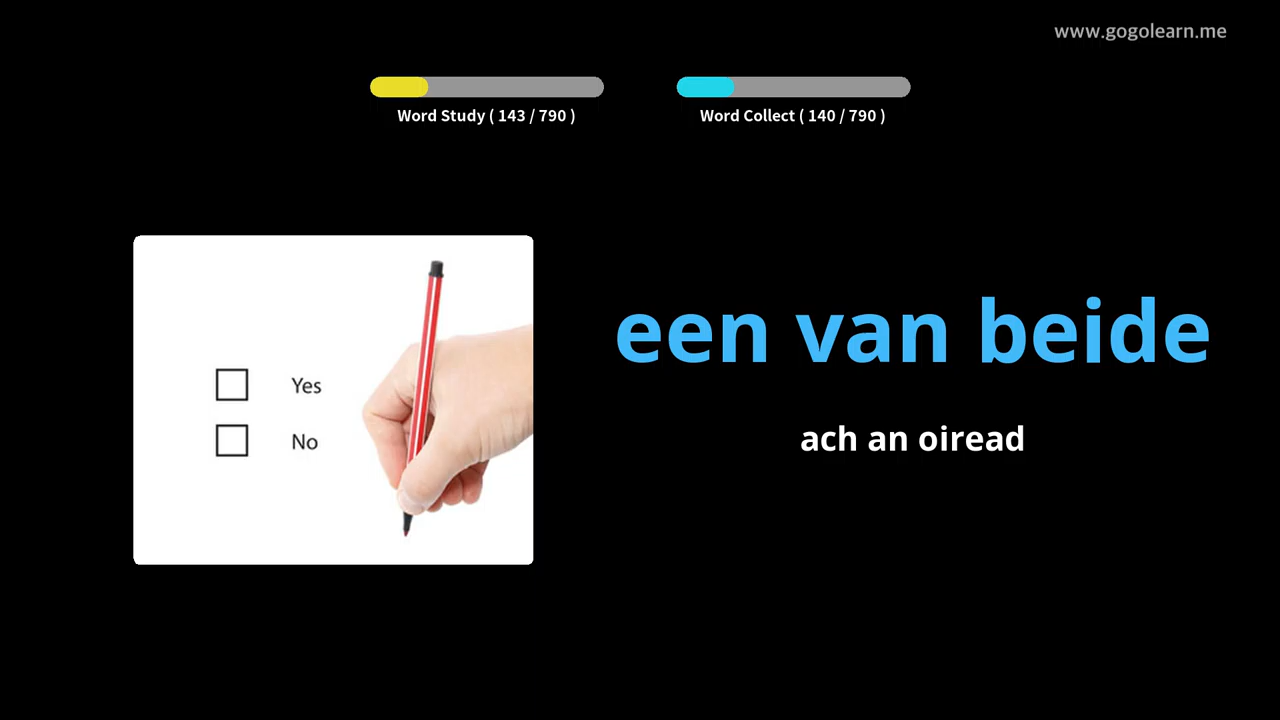 www.gogolearn.me
Word Study ( 143 / 790 )
Word Collect ( 140 / 790 )
een van beide
Yes
No
ach an oiread